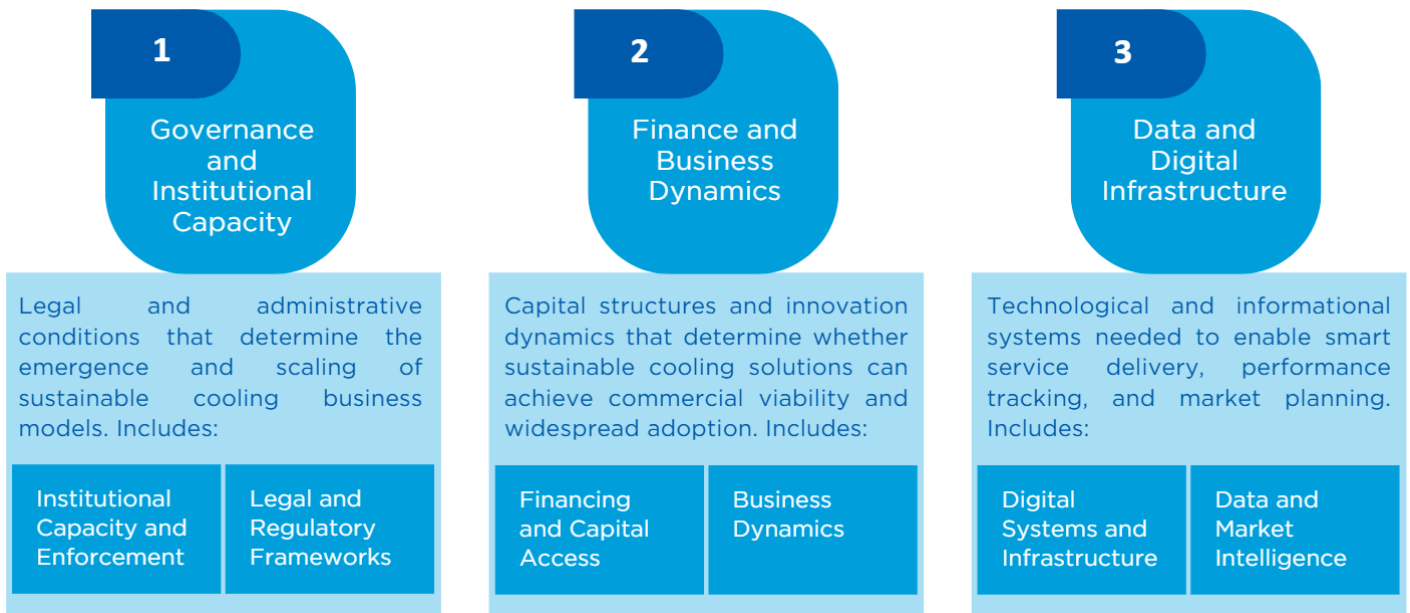 1
Governance
and
Institutional
Capacity
Legal and administrative
conditions that determine the
emergence and scaling of
sustainable cooling business
models. Includes:
Institutional
Capacity and
Enforcement
Legal and
Regulatory
Frameworks
2
Finance and
Business
Dynamics
Capital structures and innovation
dynamics that determine whether
sustainable cooling solutions can
achieve commercial viability and
widespread adoption. Includes:
Financing
and Capital
Access
Business
Dynamics
3
Data and
Digital
Infrastructure
Technological and informational
systems needed to enable smart
service delivery, performance
tracking, and market planning.
Includes:
Digital
Systems and
Infrastructure
Data and
Market
Intelligence